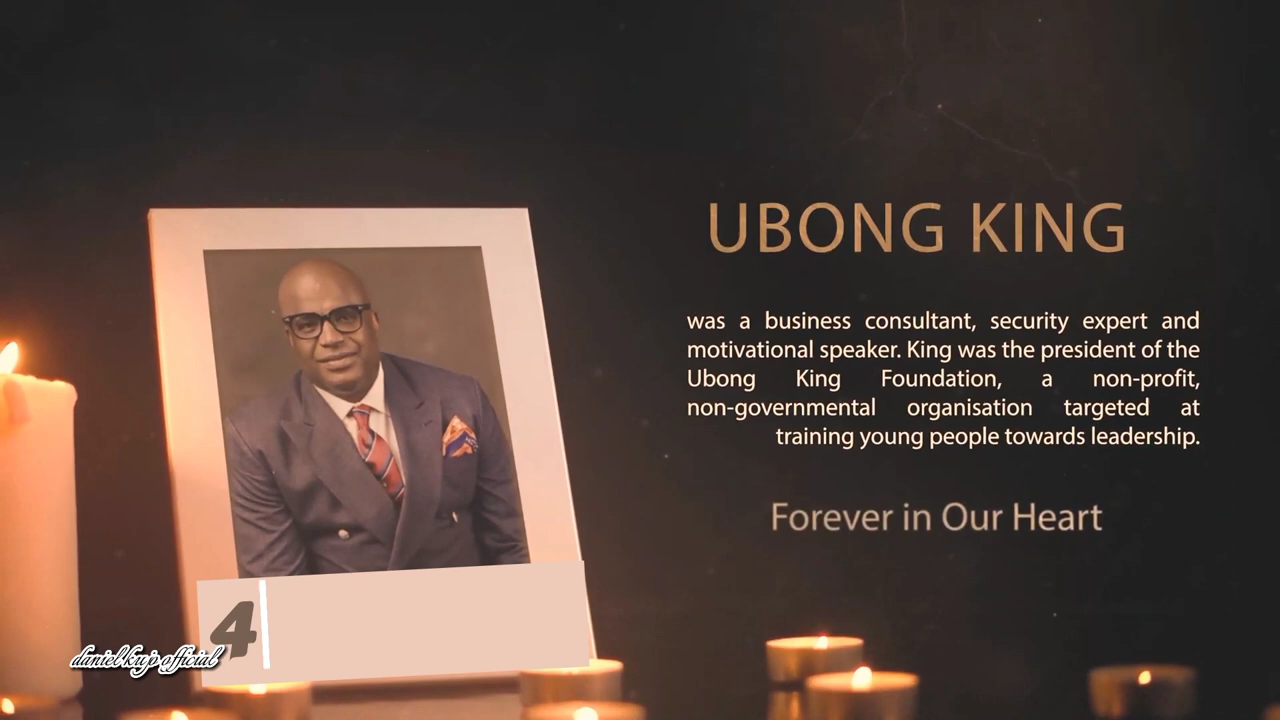 UBONG KING
was a business consultant, security expert and
motivational speaker. King was the president of the
Ubong King Foundation, a non-profit,
non-governmental organisation targeted at
training young people towards leadership.
Forever in Our Heart
4
daniel kwp official